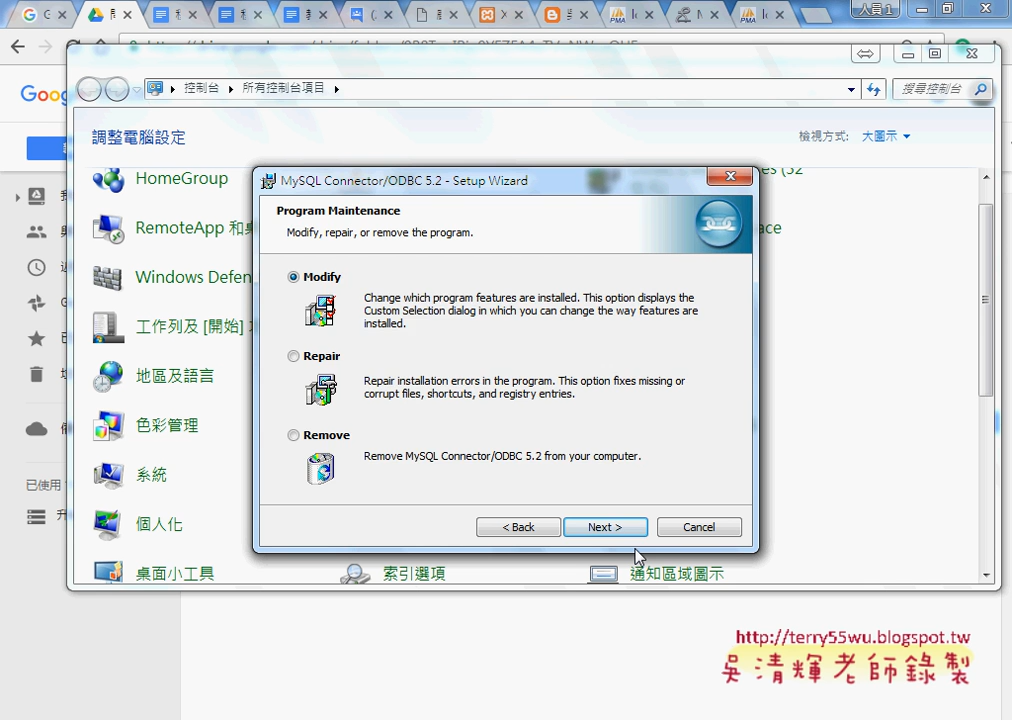 人員1
控制台
所有控制台項目
搜尋控制台
調整電腦設定
檢視方式:
大圖示
HomeGroup
RemoteApp 和
Windows Defen
工作列及 [開始]
地區及語言
色彩管理
系統
個人化
桌面小工具
索引選項
通知區域圖示
已使用
MySQL Connector/ODBC 5.2 - Setup Wizard
Program Maintenance
Modify, repair, or remove the program.
Modify
Change which program features are installed. This option displays the
Custom Selection dialog in which you can change the way features are
installed.
Repair
Repair installation errors in the program. This option fixes missing or
corrupt files, shortcuts, and registry entries.
Remove
Remove MySQL Connector/ODBC 5.2 from your computer.
< Back
Next >
Cancel
http://terry55wu.blogspot.tw
吳清輝老師錄製